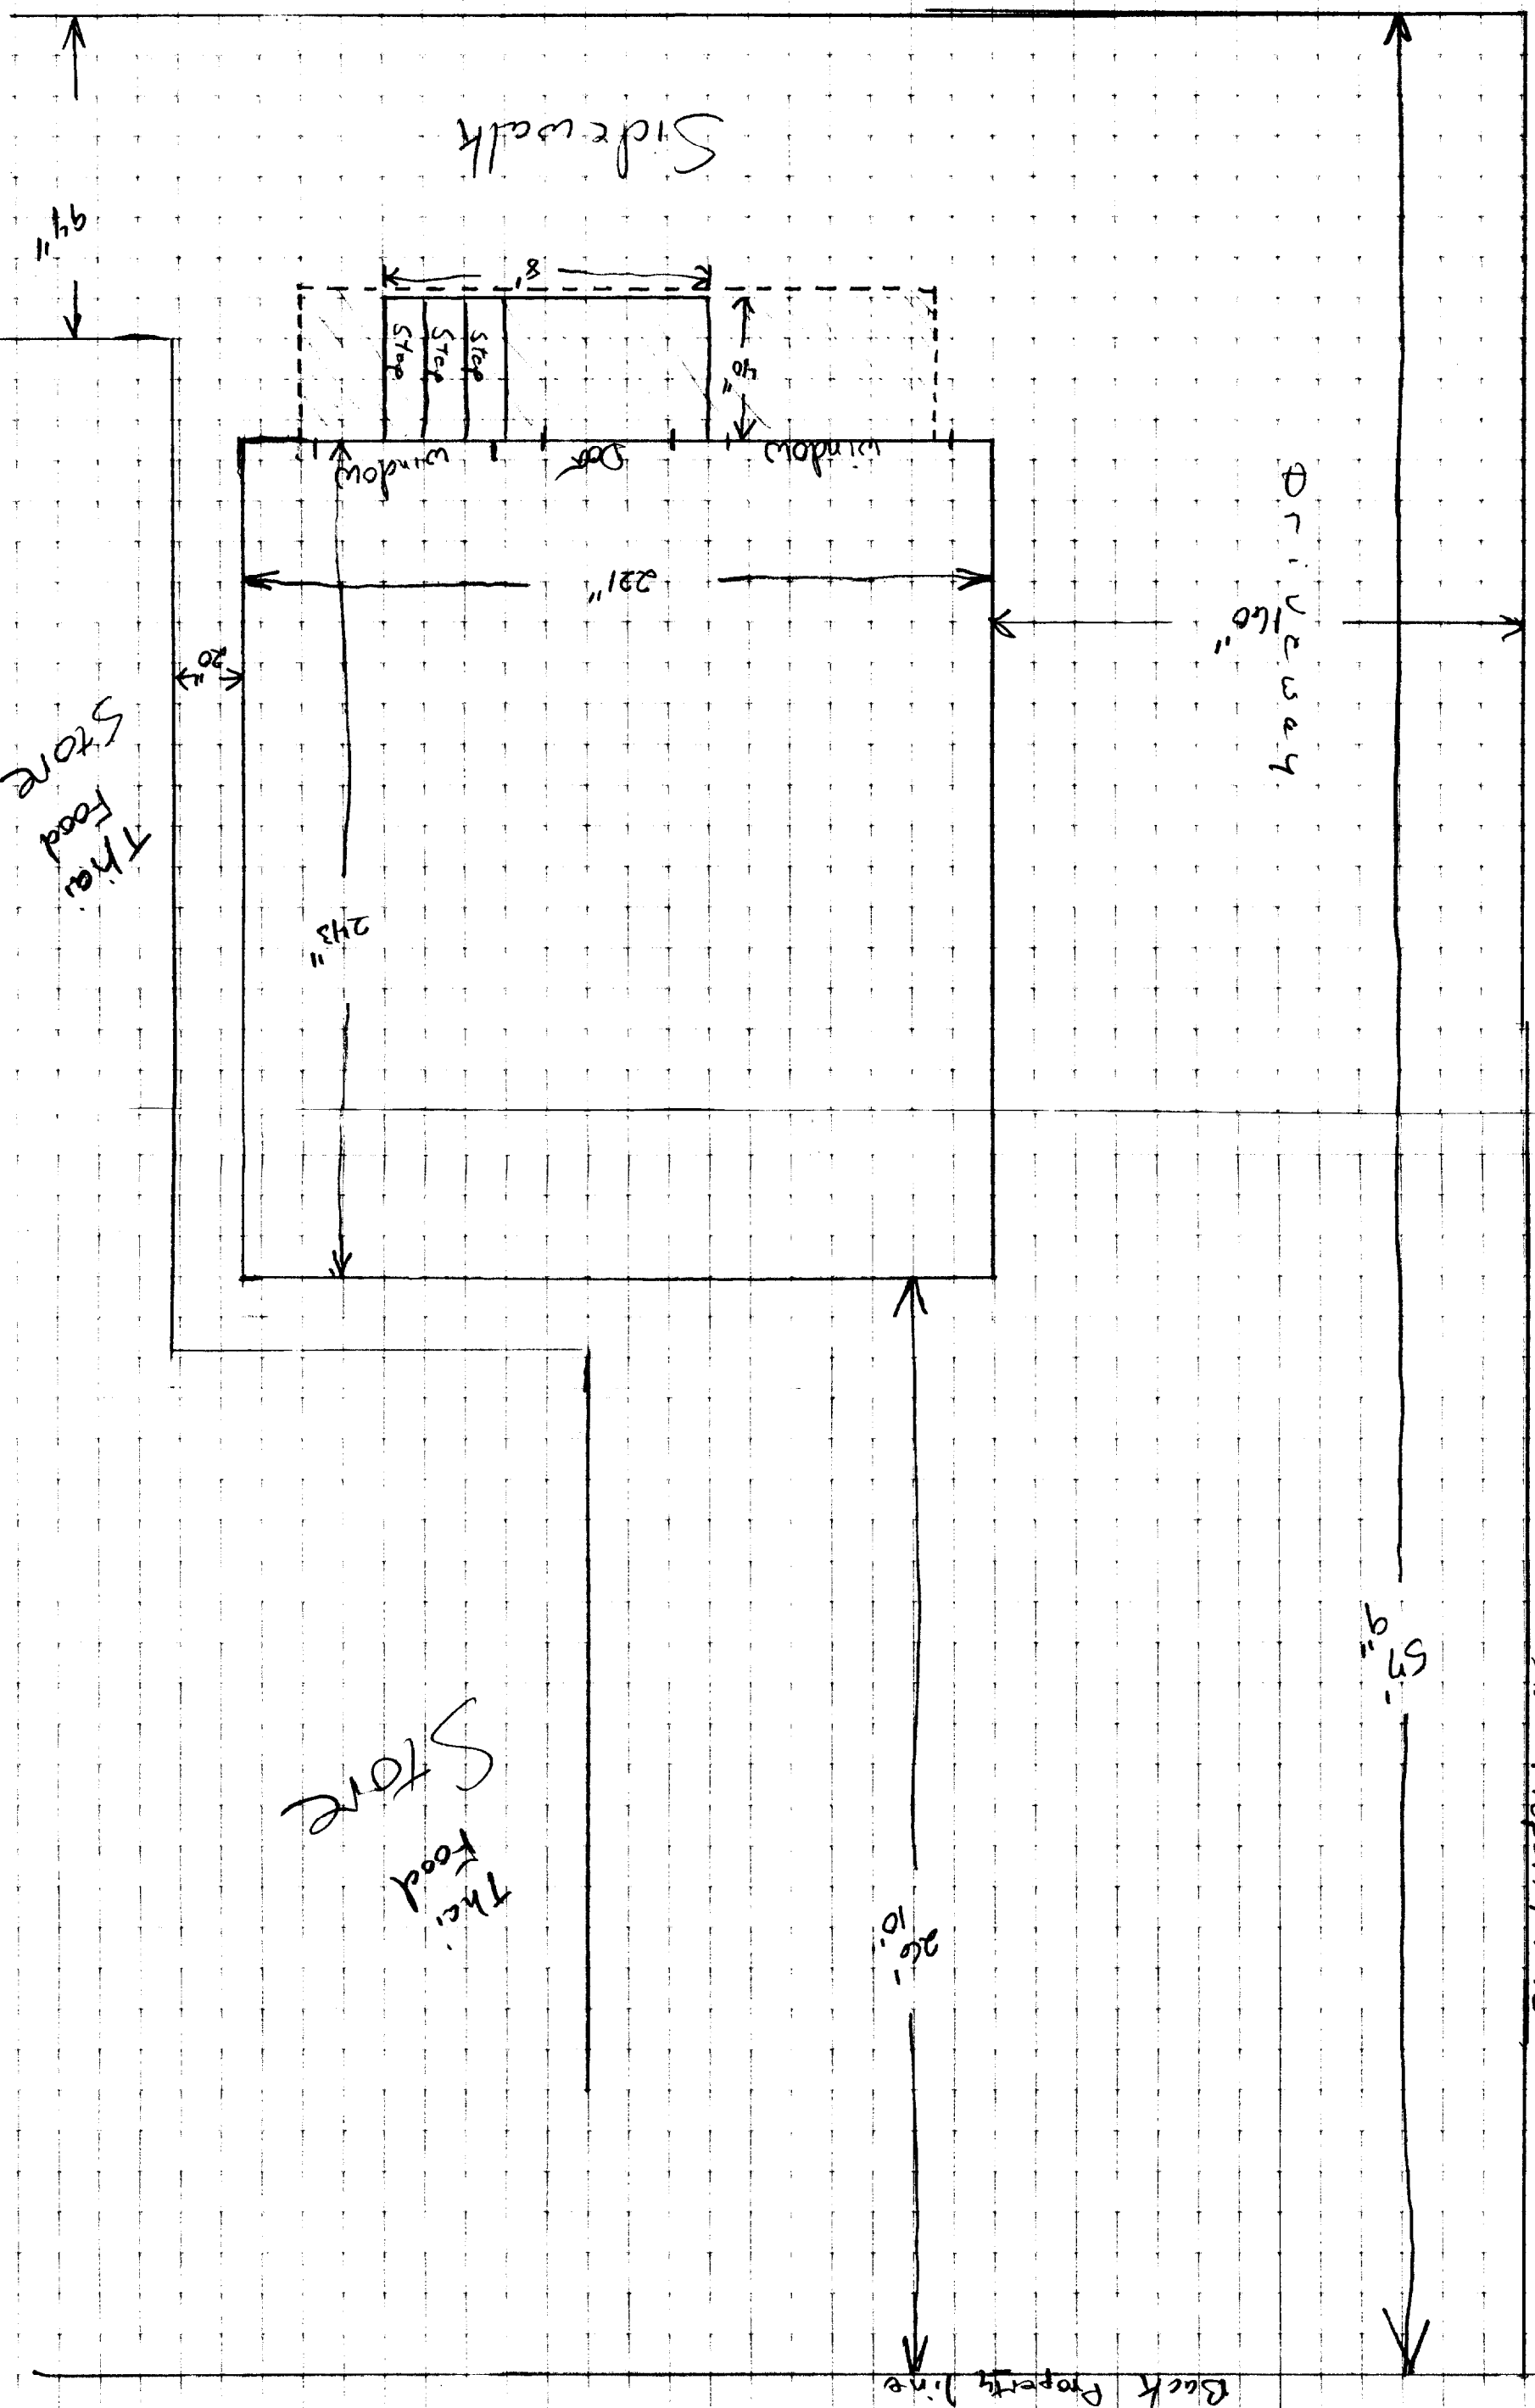 Sidewalk
94"
8'
Step
Step
Step
40"
window
Door
window
221"
Driveway
160"
20"
Thai
Food
Store
243"
57'
9"
Thai
Food
Store
26'
10"
Back Property line